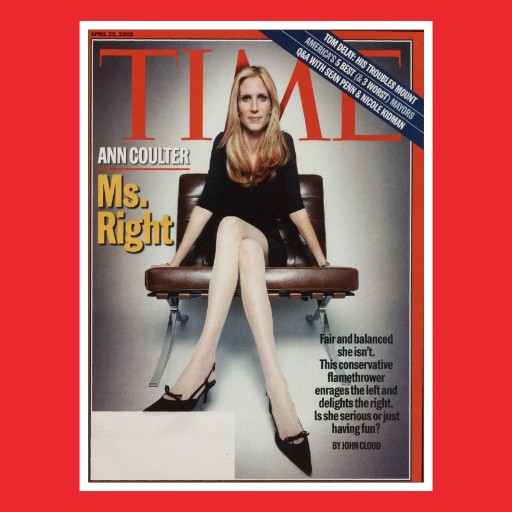 APRIL 25, 2005
TIME
TOM DELAY: HIS TROUBLES MOUNT
AMERICA'S 5 BEST (& 3 WORST) MAYORS
Q&A WITH SEAN PENN & NICOLE KIDMAN
ANN COULTER
Ms.
Right
Fair and balanced
she isn't.
This conservative
flamethrower
enrages the left and
delights the right.
Is she serious or just
having fun?
BY JOHN CLOUD